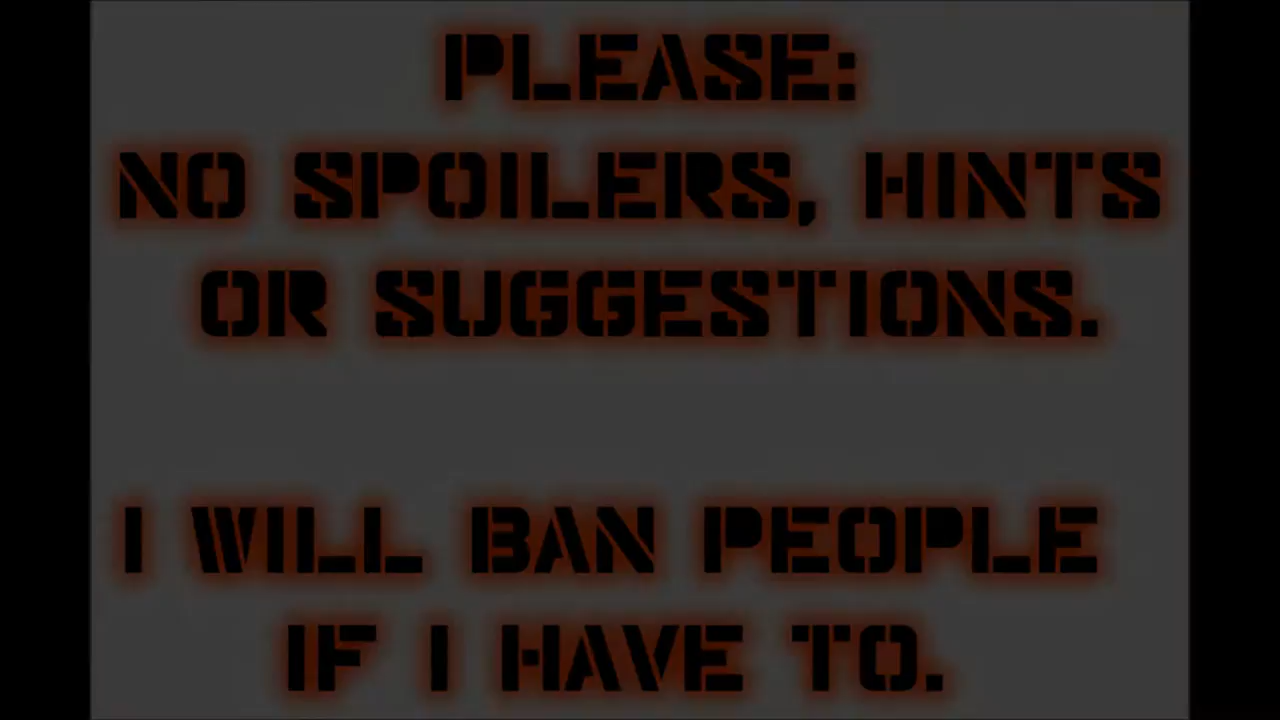 PLEASE:
NO SPOILERS, HINTS
OR SUGGESTIONS.
I WILL BAN PEOPLE
IF I HAVE TO.